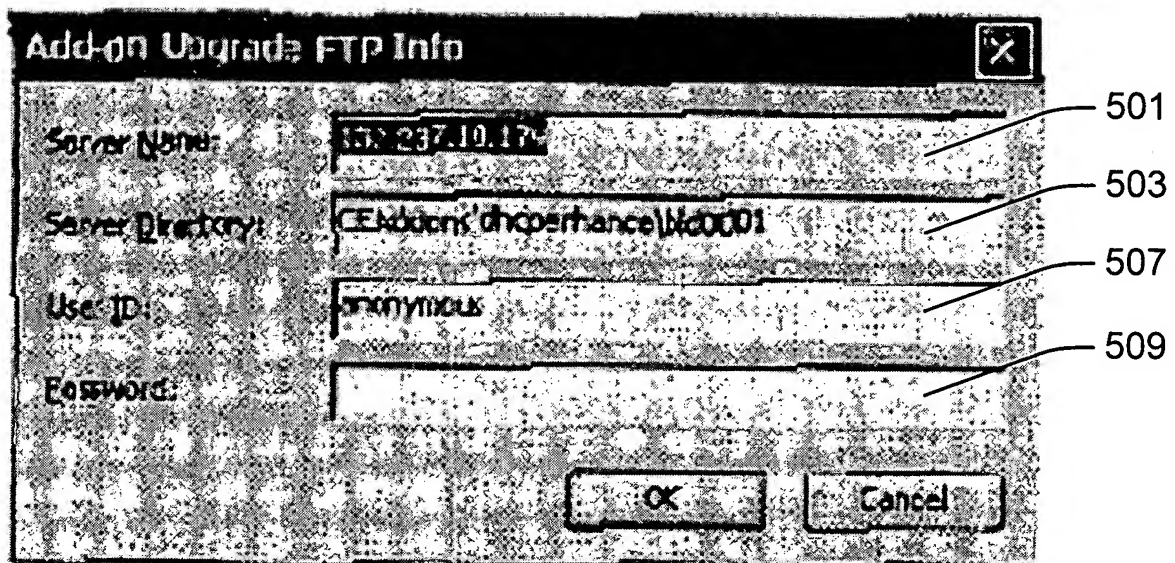 Add-on Upgrade FTP Info
Server Name: 501
Server Directory: 503
User ID: anonymous 507
Password: 509
OK Cancel